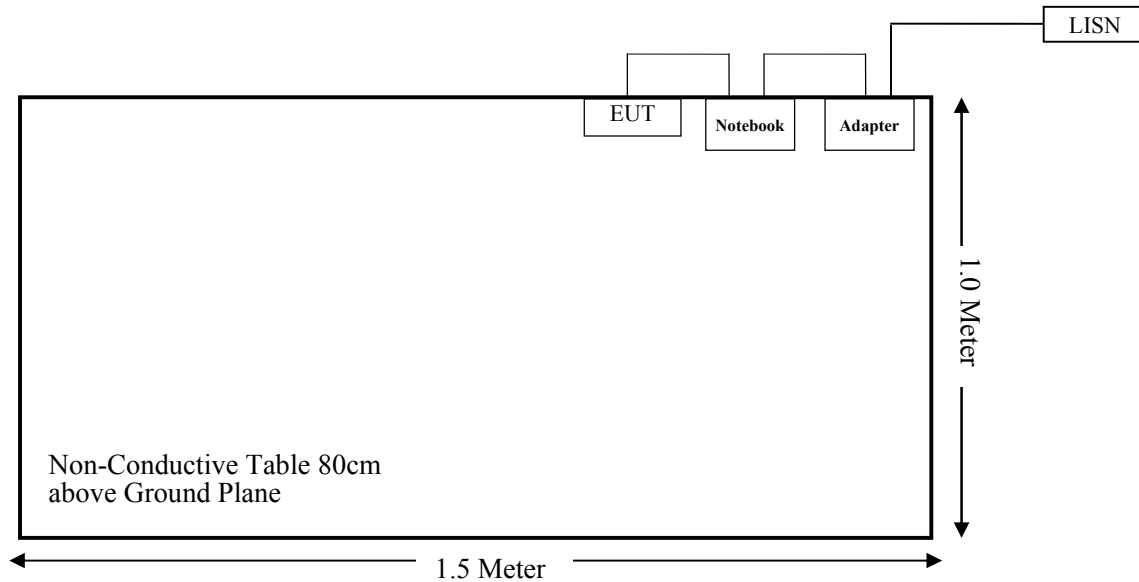 LISN
EUT
Notebook
Adapter
1.0 Meter
Non-Conductive Table 80cm
above Ground Plane
1.5 Meter